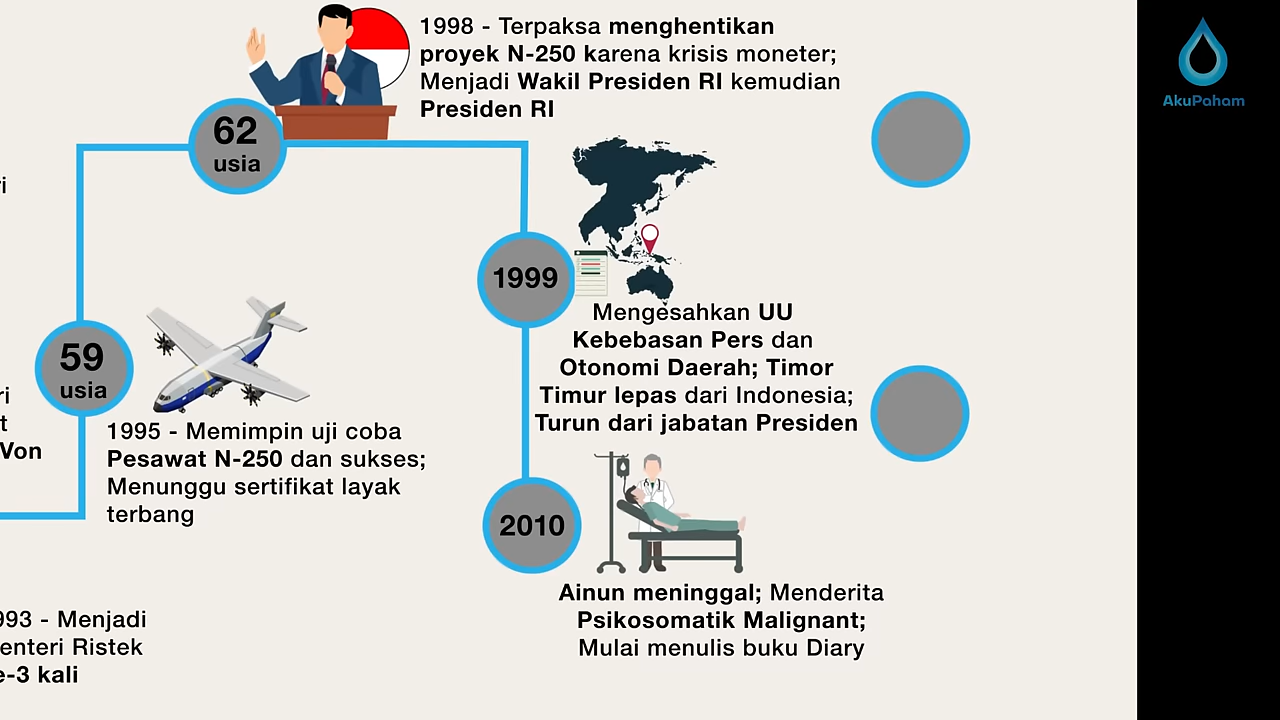 1998 - Terpaksa menghentikan
proyek N-250 karena krisis moneter;
Menjadi Wakil Presiden RI kemudian
Presiden RI
AkuPaham
62
usia
ri
1999
Mengesahkan UU
Kebebasan Pers dan
Otonomi Daerah; Timor
Timur lepas dari Indonesia;
Turun dari jabatan Presiden
59
usia
ri
t
Von
1995 - Memimpin uji coba
Pesawat N-250 dan sukses;
Menunggu sertifikat layak
terbang
2010
Ainun meninggal; Menderita
Psikosomatik Malignant;
Mulai menulis buku Diary
993 - Menjadi
enteri Ristek
e-3 kali